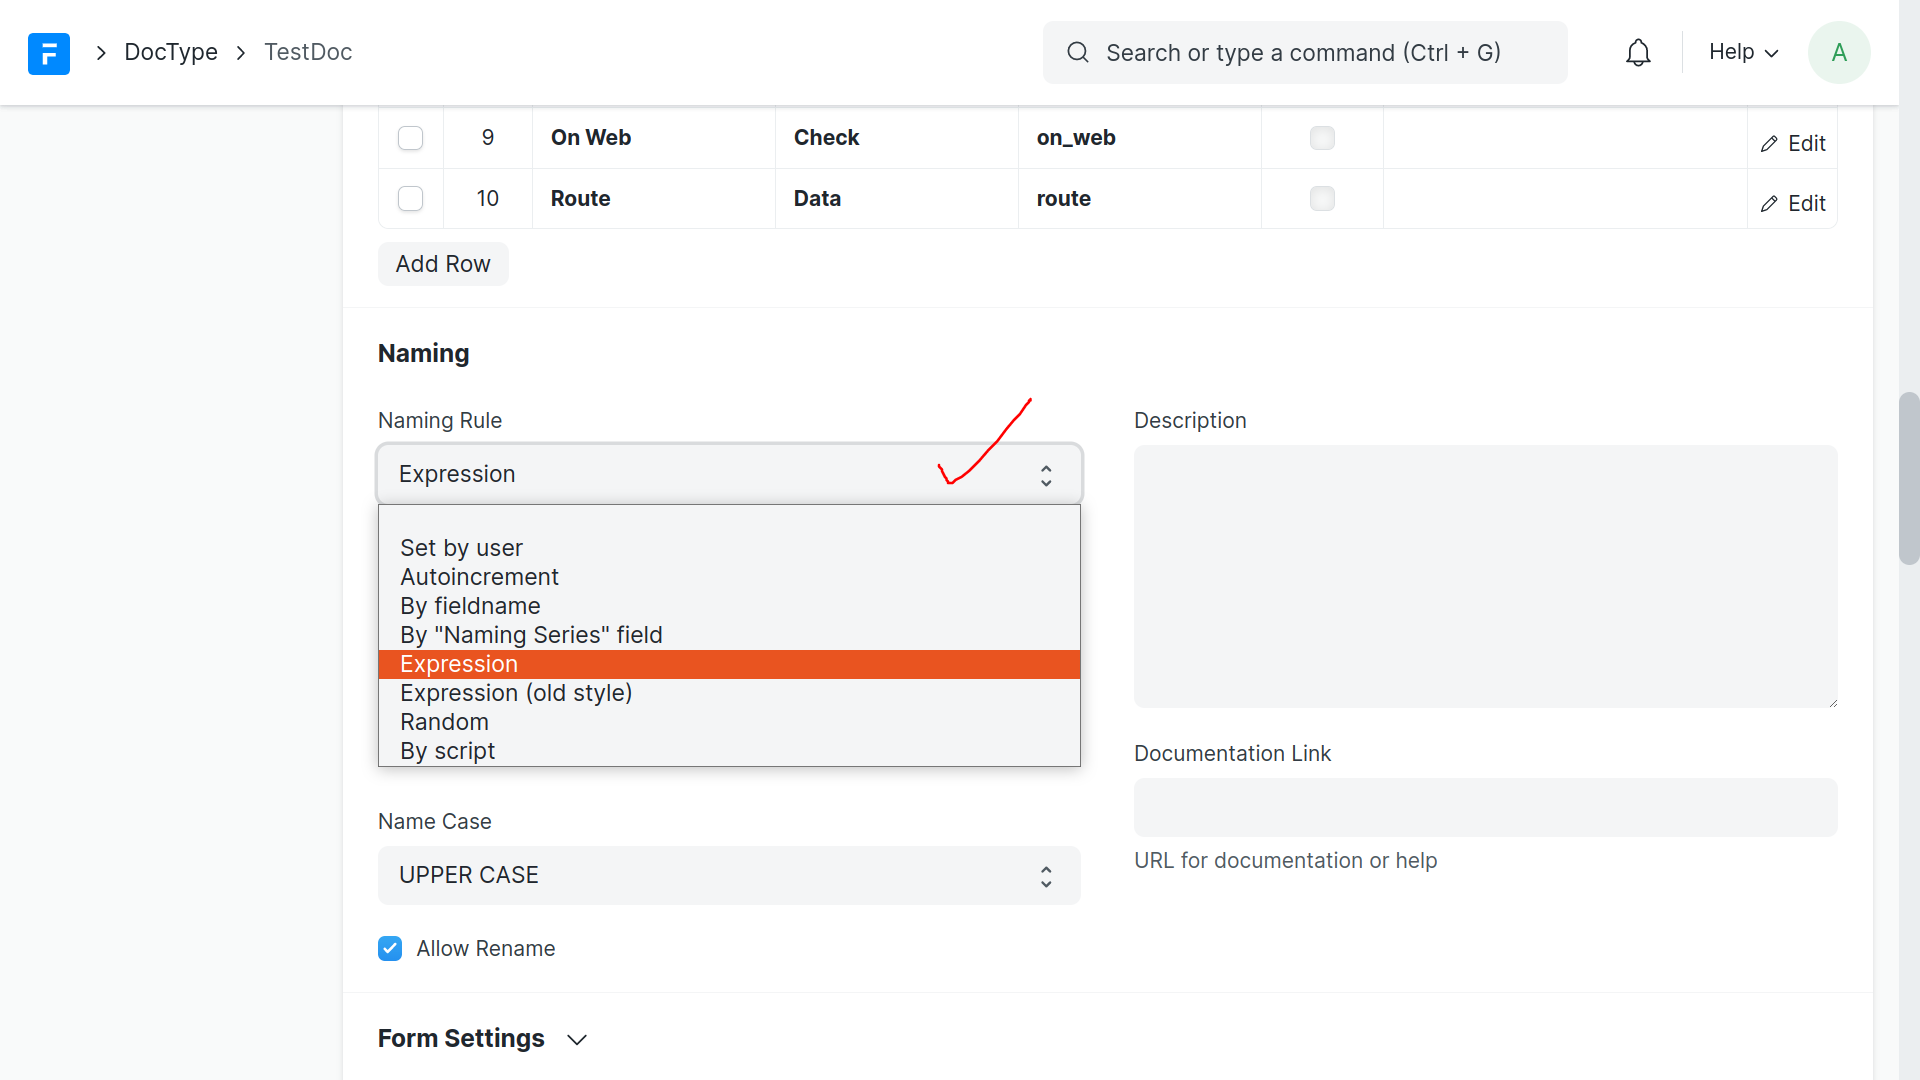 DocType TestDoc Search or type a command (Ctrl + G) Help A
9 On Web Check on_web Edit
10 Route Data route Edit
Add Row
Naming
Naming Rule
Expression
Set by user
Autoincrement
By fieldname
By "Naming Series" field
Expression
Expression (old style)
Random
By script
Name Case
UPPER CASE
Allow Rename
Description
Documentation Link
URL for documentation or help
Form Settings